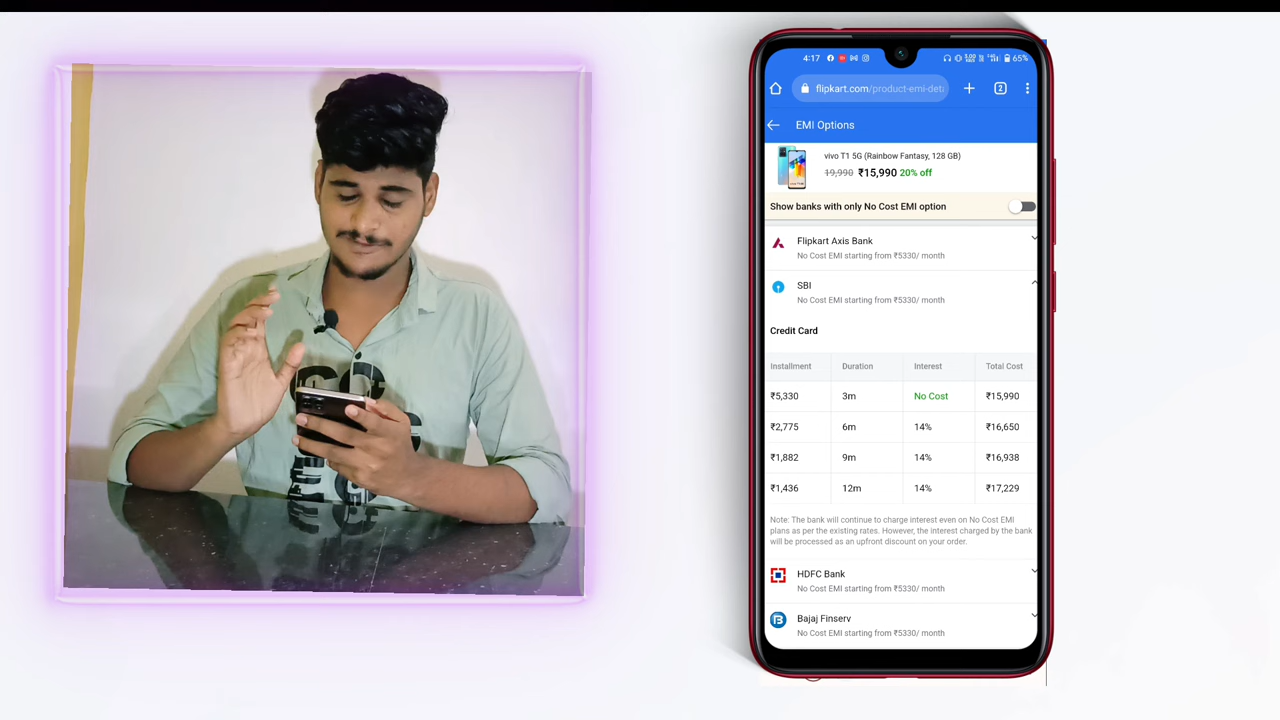 4:17
65%
flipkart.com/product-emi-deta
2
EMI Options
vivo T1 5G (Rainbow Fantasy, 128 GB)
19,990 ₹15,990 20% off
Show banks with only No Cost EMI option
Flipkart Axis Bank
No Cost EMI starting from ₹5330/ month
SBI
No Cost EMI starting from ₹5330/ month
Credit Card
Installment Duration Interest Total Cost
₹5,330 3m No Cost ₹15,990
₹2,775 6m 14% ₹16,650
₹1,882 9m 14% ₹16,938
₹1,436 12m 14% ₹17,229
Note: The bank will continue to charge interest even on No Cost EMI
plans as per the existing rates. However, the interest charged by the bank
will be processed as an upfront discount on your order.
HDFC Bank
No Cost EMI starting from ₹5330/ month
Bajaj Finserv
No Cost EMI starting from ₹5330/ month